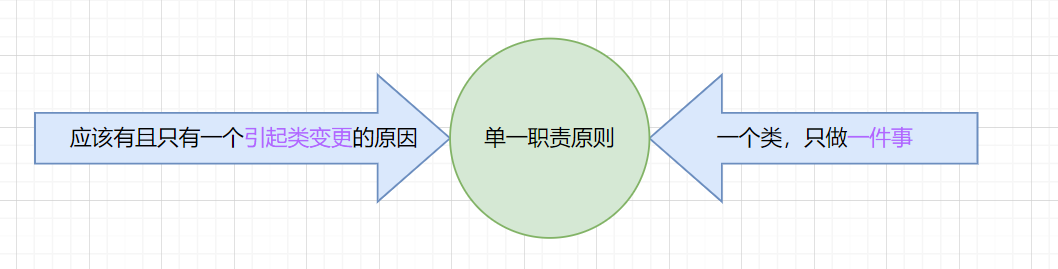 应该有且只有一个引起类变更的原因
单一职责原则
一个类，只做一件事